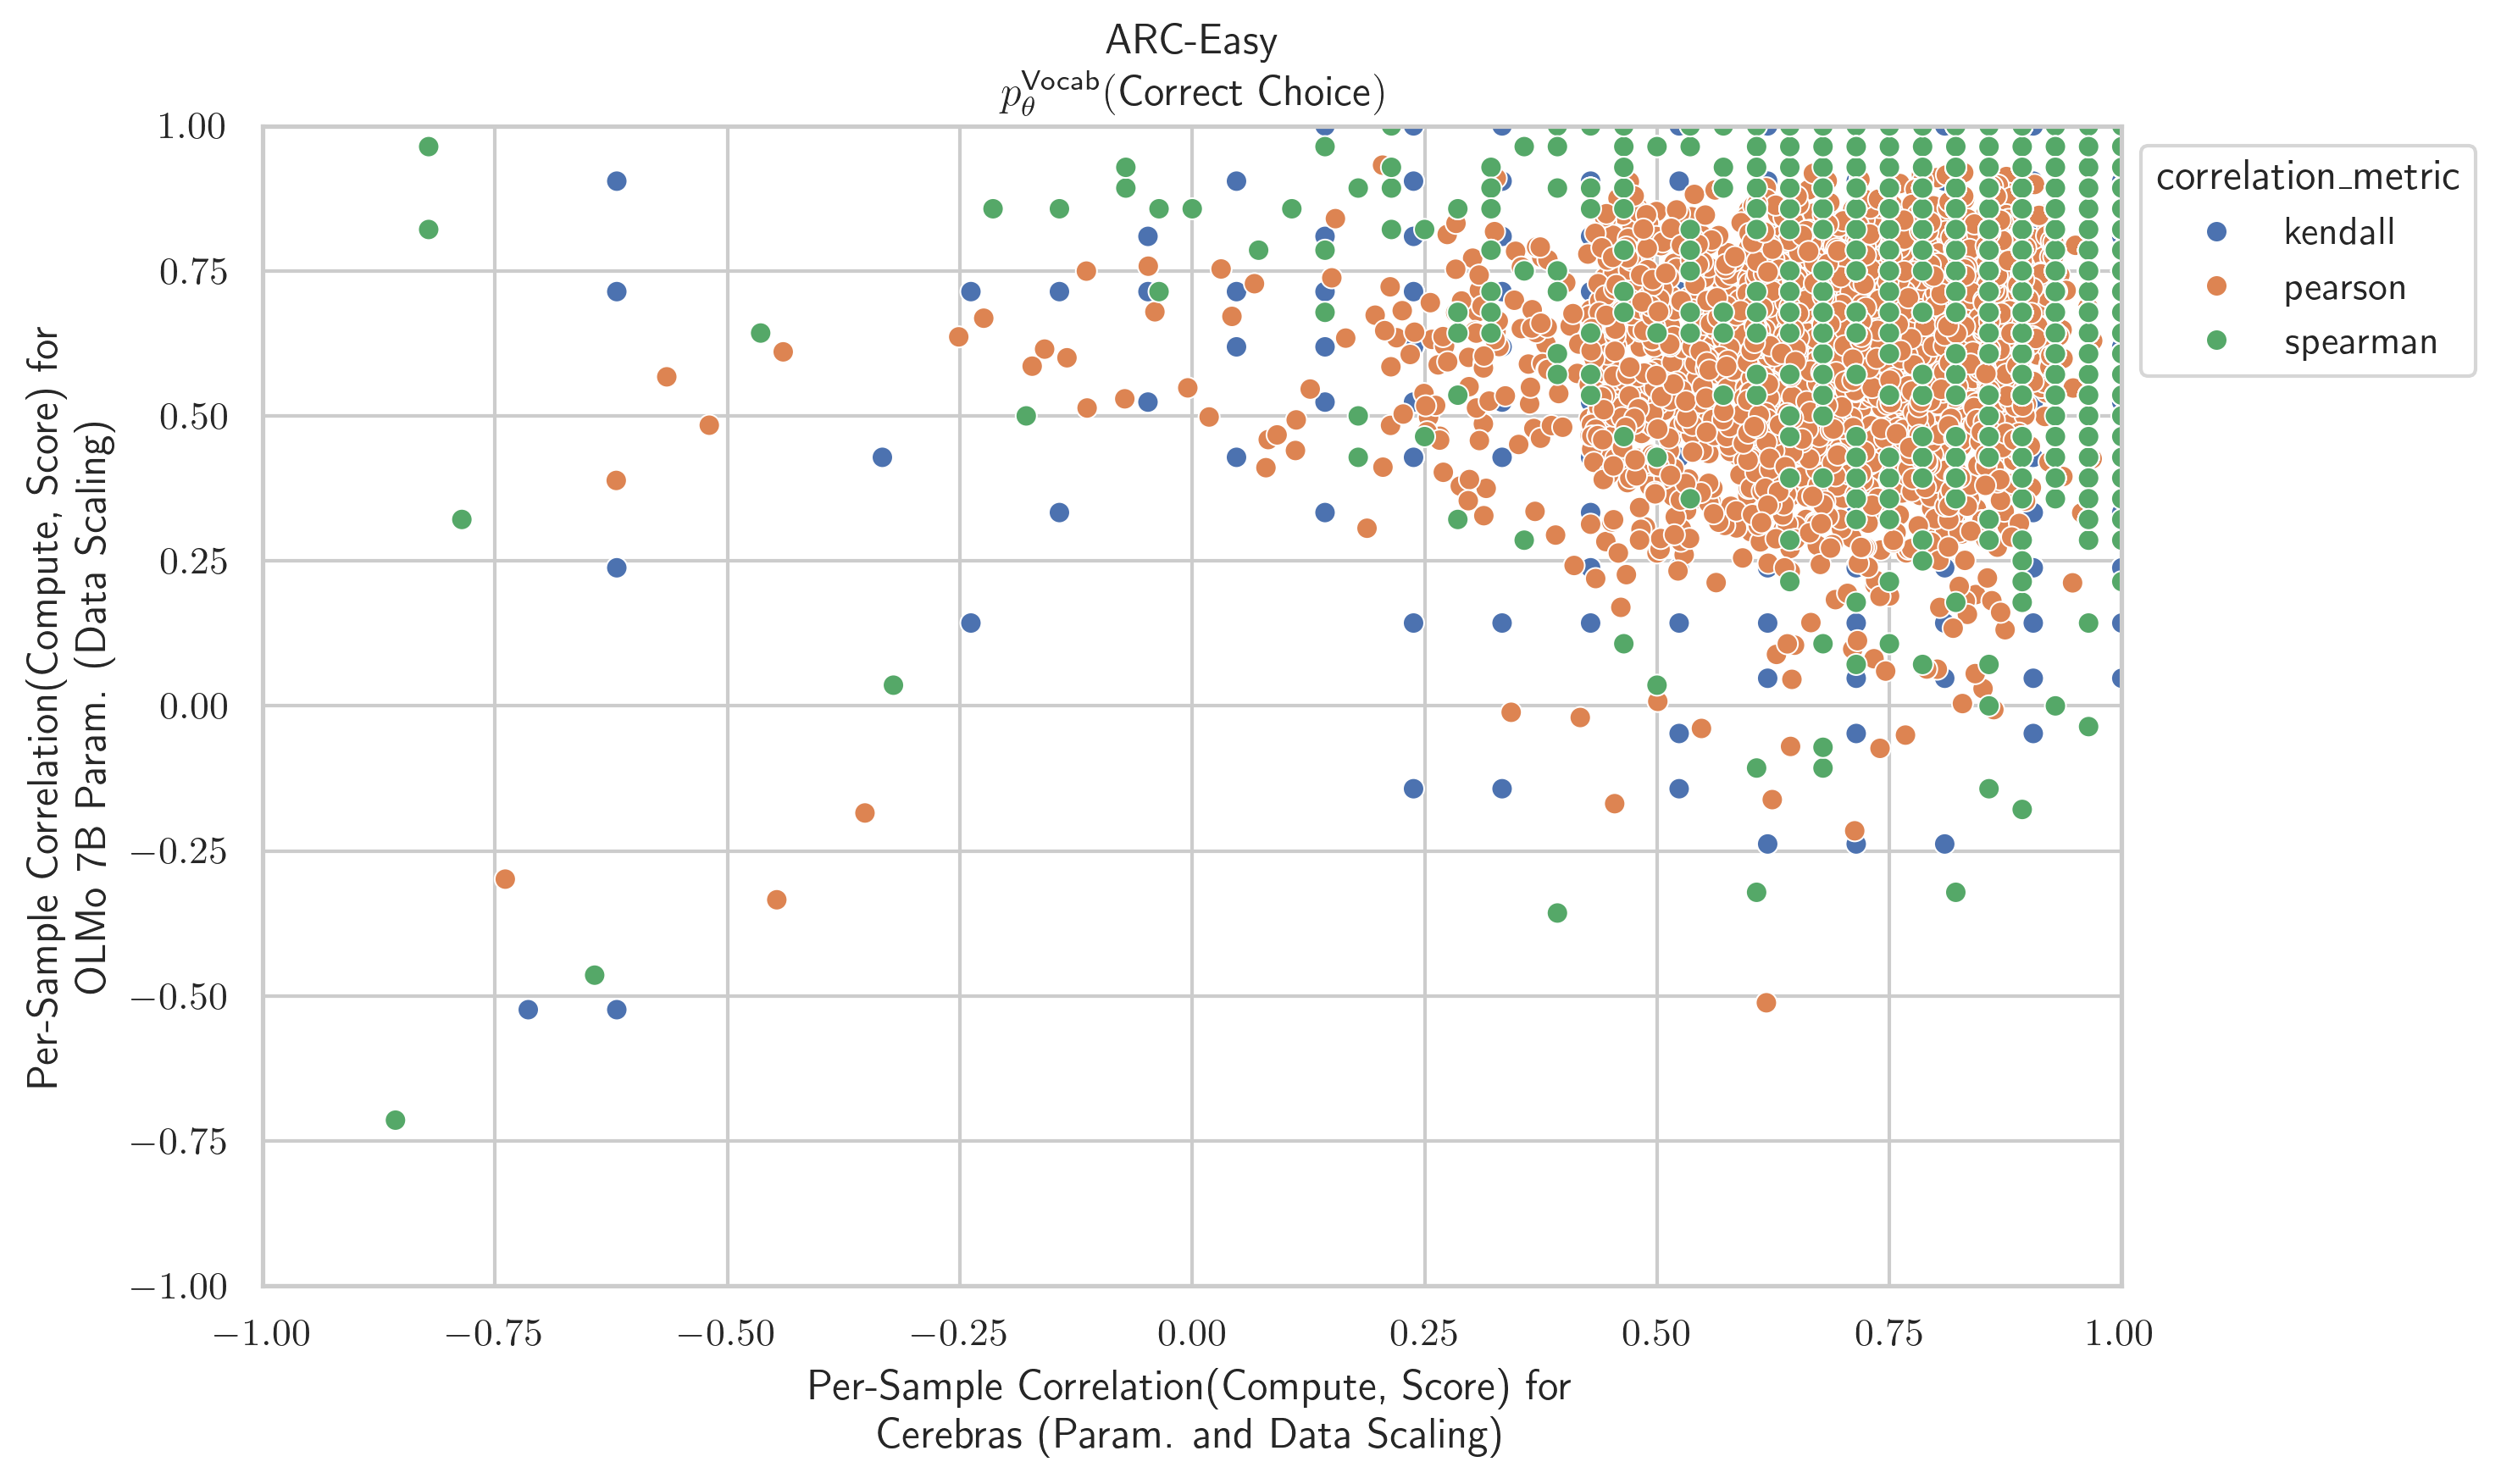 ARC-Easy
p_θ^Vocab(Correct Choice)
Per-Sample Correlation(Compute, Score) for
OLMo 7B Param. (Data Scaling)
1.00
0.75
0.50
0.25
0.00
−0.25
−0.50
−0.75
−1.00
−1.00 −0.75 −0.50 −0.25 0.00 0.25 0.50 0.75 1.00
Per-Sample Correlation(Compute, Score) for
Cerebras (Param. and Data Scaling)
correlation_metric
kendall
pearson
spearman